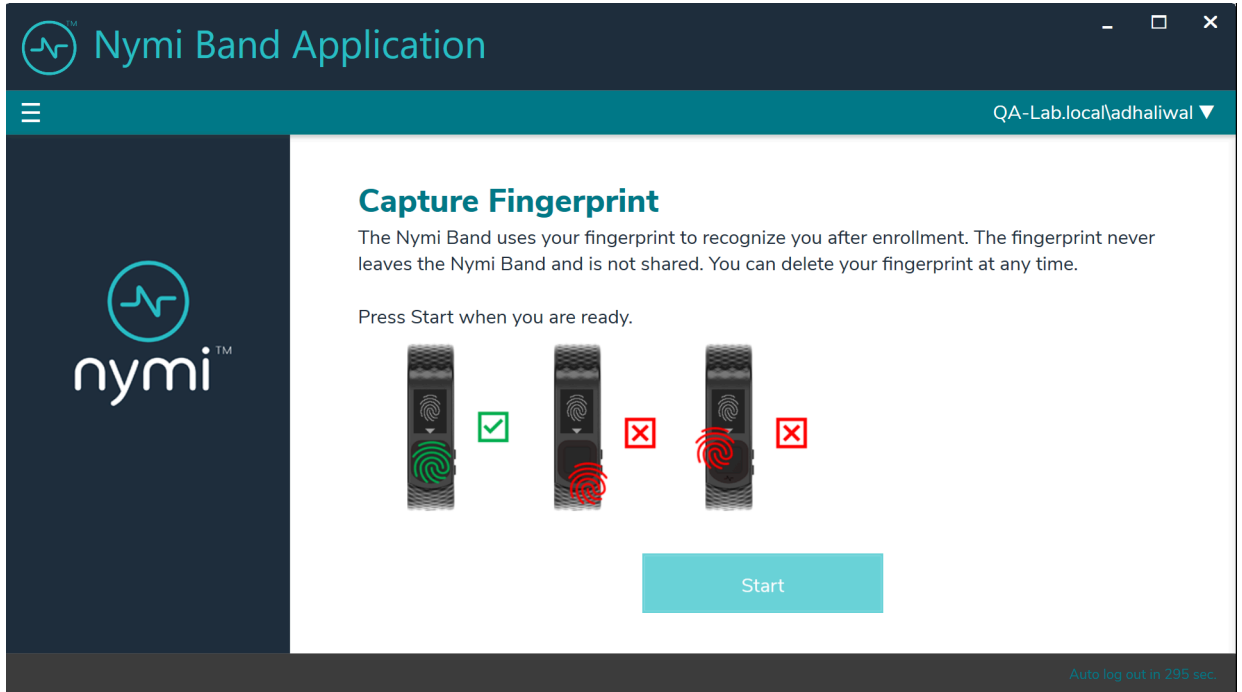 Nymi Band Application
TM
QA-Lab.local\adhaliwal ▼
Capture Fingerprint
The Nymi Band uses your fingerprint to recognize you after enrollment. The fingerprint never
leaves the Nymi Band and is not shared. You can delete your fingerprint at any time.
Press Start when you are ready.
nymi™
Start
Auto log out in 295 sec.